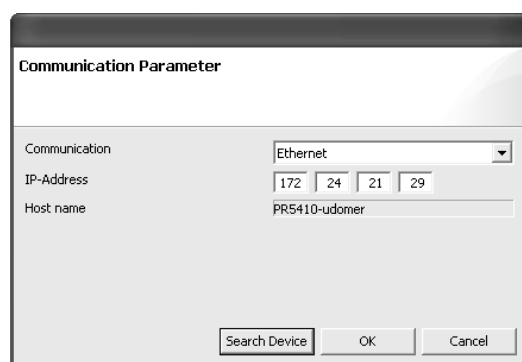 Communication Parameter
Communication Ethernet
IP-Address 172 24 21 29
Host name PR5410-udomer
Search Device OK Cancel